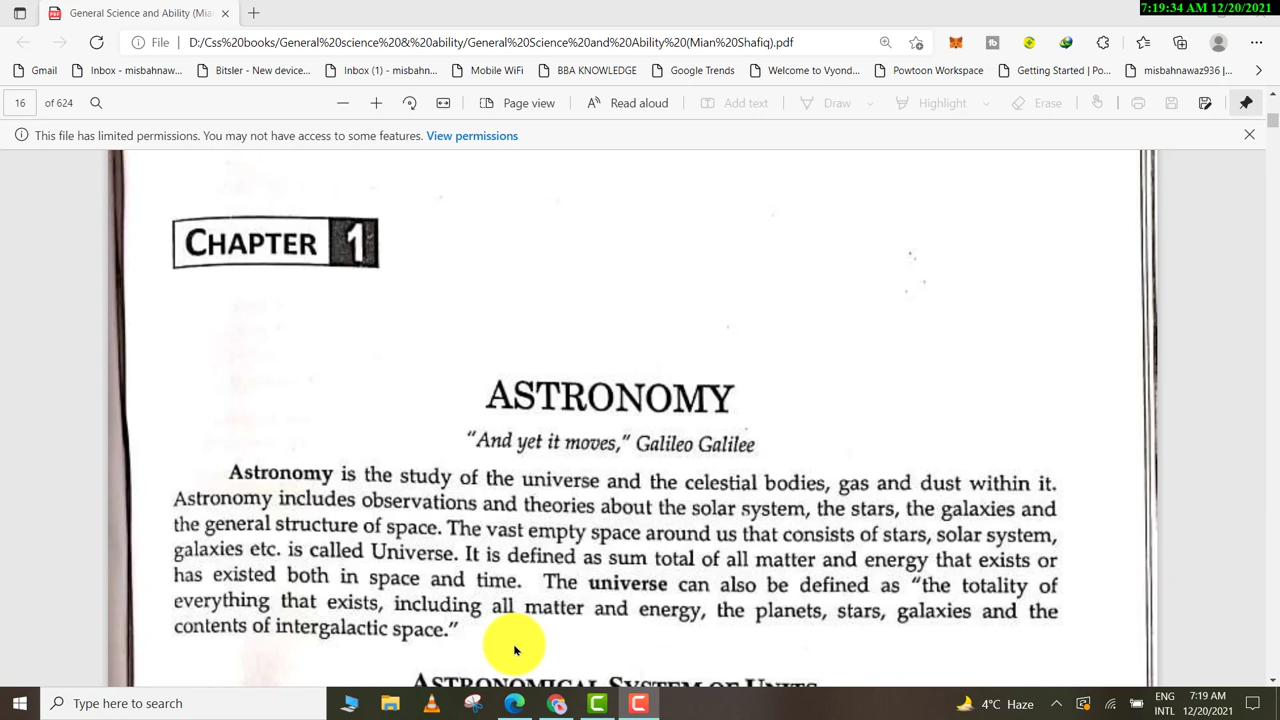 7:19:34 AM 12/20/2021
General Science and Ability (Mian
File D:/Css%20books/General%20science%20&%20ability/General%20Science%20and%20Ability%20(Mian%20Shafiq).pdf
Gmail Inbox - misbahnaw... Bitsler - New device... Inbox (1) - misbahn... Mobile WiFi BBA KNOWLEDGE Google Trends Welcome to Vyond... Powtoon Workspace Getting Started | Po... misbahnawaz936 |...
16 of 624 Page view Read aloud Add text Draw Highlight Erase
This file has limited permissions. You may not have access to some features. View permissions
CHAPTER 1
ASTRONOMY
"And yet it moves," Galileo Galilee
Astronomy is the study of the universe and the celestial bodies, gas and dust within it.
Astronomy includes observations and theories about the solar system, the stars, the galaxies and
the general structure of space. The vast empty space around us that consists of stars, solar system,
galaxies etc. is called Universe. It is defined as sum total of all matter and energy that exists or
has existed both in space and time. The universe can also be defined as "the totality of
everything that exists, including all matter and energy, the planets, stars, galaxies and the
contents of intergalactic space."
ASTRONOMICAL SYSTEM OF UNITS
Type here to search
4°C Haze
ENG
INTL
7:19 AM
12/20/2021